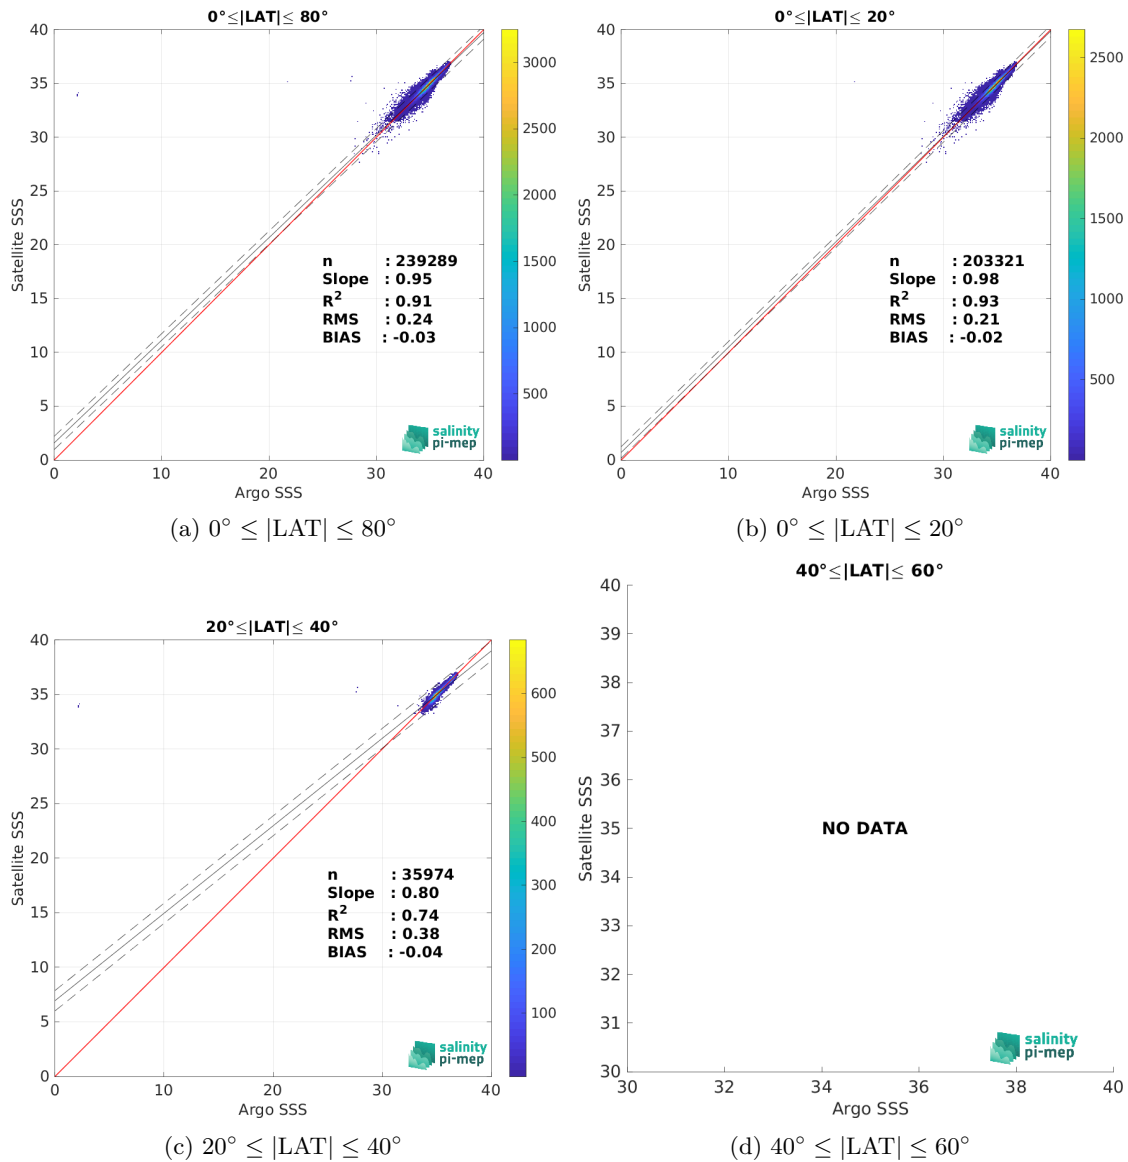 0°≤|LAT|≤ 80°
40
35
30
25
20
15
10
5
0
Satellite SSS
n : 239289
Slope : 0.95
R² : 0.91
RMS : 0.24
BIAS : -0.03
salinity
pi-mep
0 10 20 30 40
Argo SSS
3000
2500
2000
1500
1000
500
(a) 0° ≤ |LAT| ≤ 80°
0°≤|LAT|≤ 20°
40
35
30
25
20
15
10
5
0
Satellite SSS
n : 203321
Slope : 0.98
R² : 0.93
RMS : 0.21
BIAS : -0.02
salinity
pi-mep
0 10 20 30 40
Argo SSS
2500
2000
1500
1000
500
(b) 0° ≤ |LAT| ≤ 20°
20°≤|LAT|≤ 40°
40
35
30
25
20
15
10
5
0
Satellite SSS
n : 35974
Slope : 0.80
R² : 0.74
RMS : 0.38
BIAS : -0.04
salinity
pi-mep
0 10 20 30 40
Argo SSS
600
500
400
300
200
100
(c) 20° ≤ |LAT| ≤ 40°
40°≤|LAT|≤ 60°
40
39
38
37
36
35
34
33
32
31
30
Satellite SSS
NO DATA
salinity
pi-mep
30 32 34 36 38 40
Argo SSS
(d) 40° ≤ |LAT| ≤ 60°